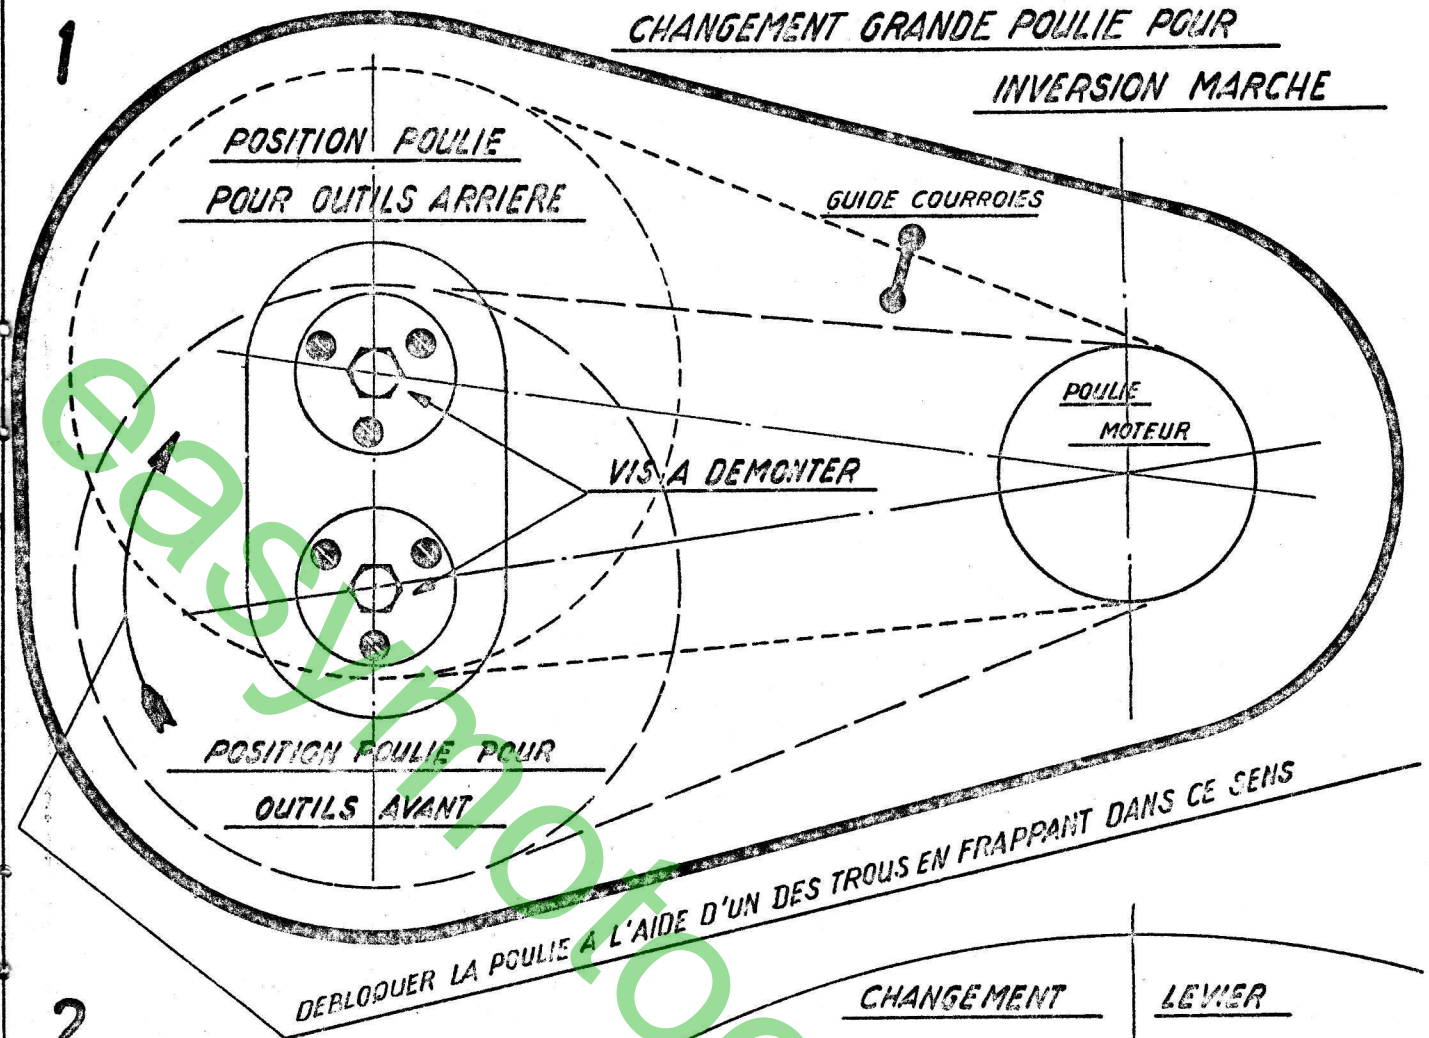 1
CHANGEMENT GRANDE POULIE POUR
INVERSION MARCHE
POSITION POULIE
POUR OUTILS ARRIERE
GUIDE COURROIES
POULIE
MOTEUR
VIS A DEMONTER
POSITION POULIE POUR
OUTILS AVANT
DEBLOQUER LA POULIE A L'AIDE D'UN DES TROUS EN FRAPPANT DANS CE SENS
2
CHANGEMENT LEVIER
easymotoc